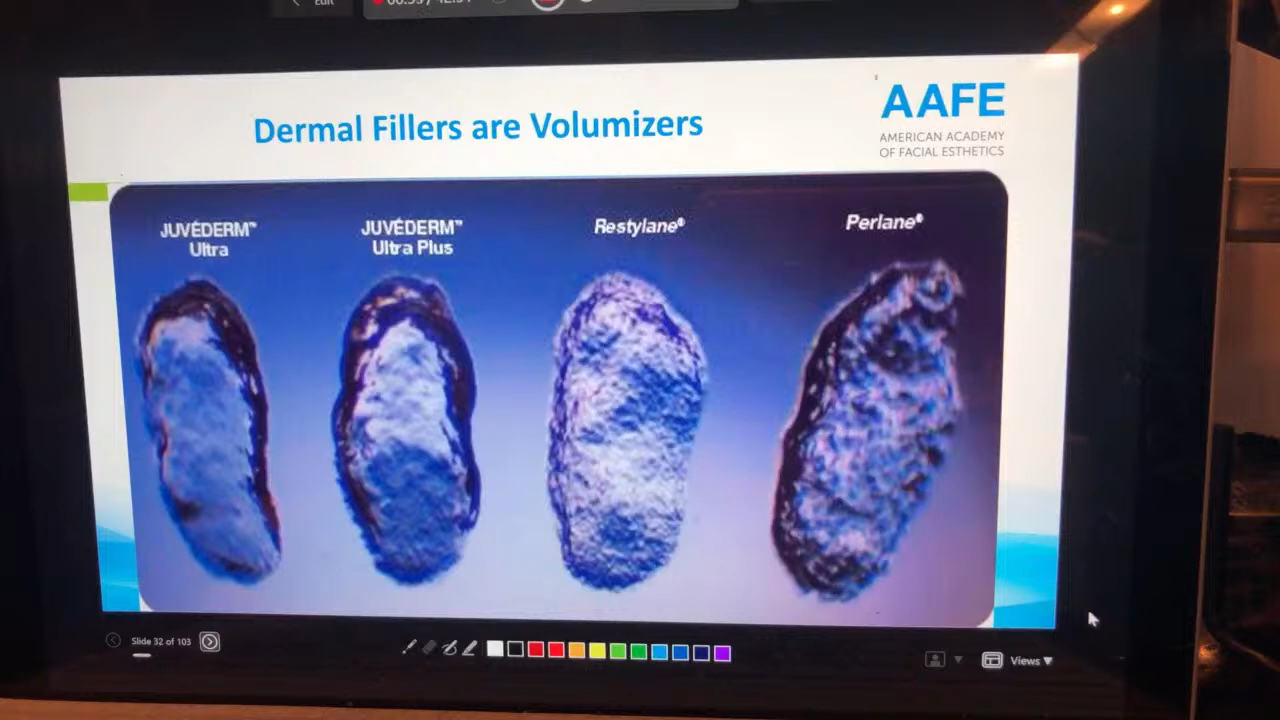 Edit
Dermal Fillers are Volumizers
AAFE
AMERICAN ACADEMY
OF FACIAL ESTHETICS
JUVÉDERM™
Ultra
JUVÉDERM™
Ultra Plus
Restylane®
Perlane®
Slide 32 of 103
Views